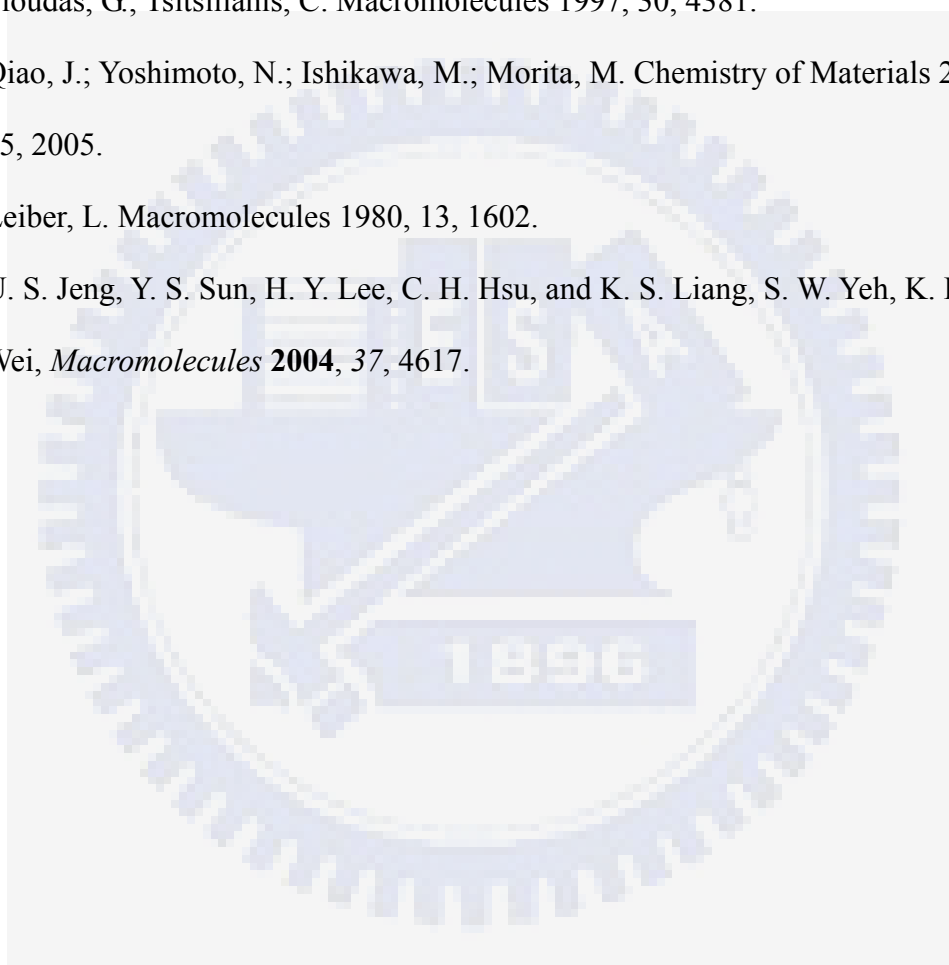 Tsitsilianis, C. Macromolecules 1997, 30, 4381.
Qiao, J.; Yoshimoto, N.; Ishikawa, M.; Morita, M. Chemistry of Materials 2
5, 2005.
Leiber, L. Macromolecules 1980, 13, 1602.
U. S. Jeng, Y. S. Sun, H. Y. Lee, C. H. Hsu, and K. S. Liang, S. W. Yeh, K.
Wei, Macromolecules 2004, 37, 4617.
E S A
1896